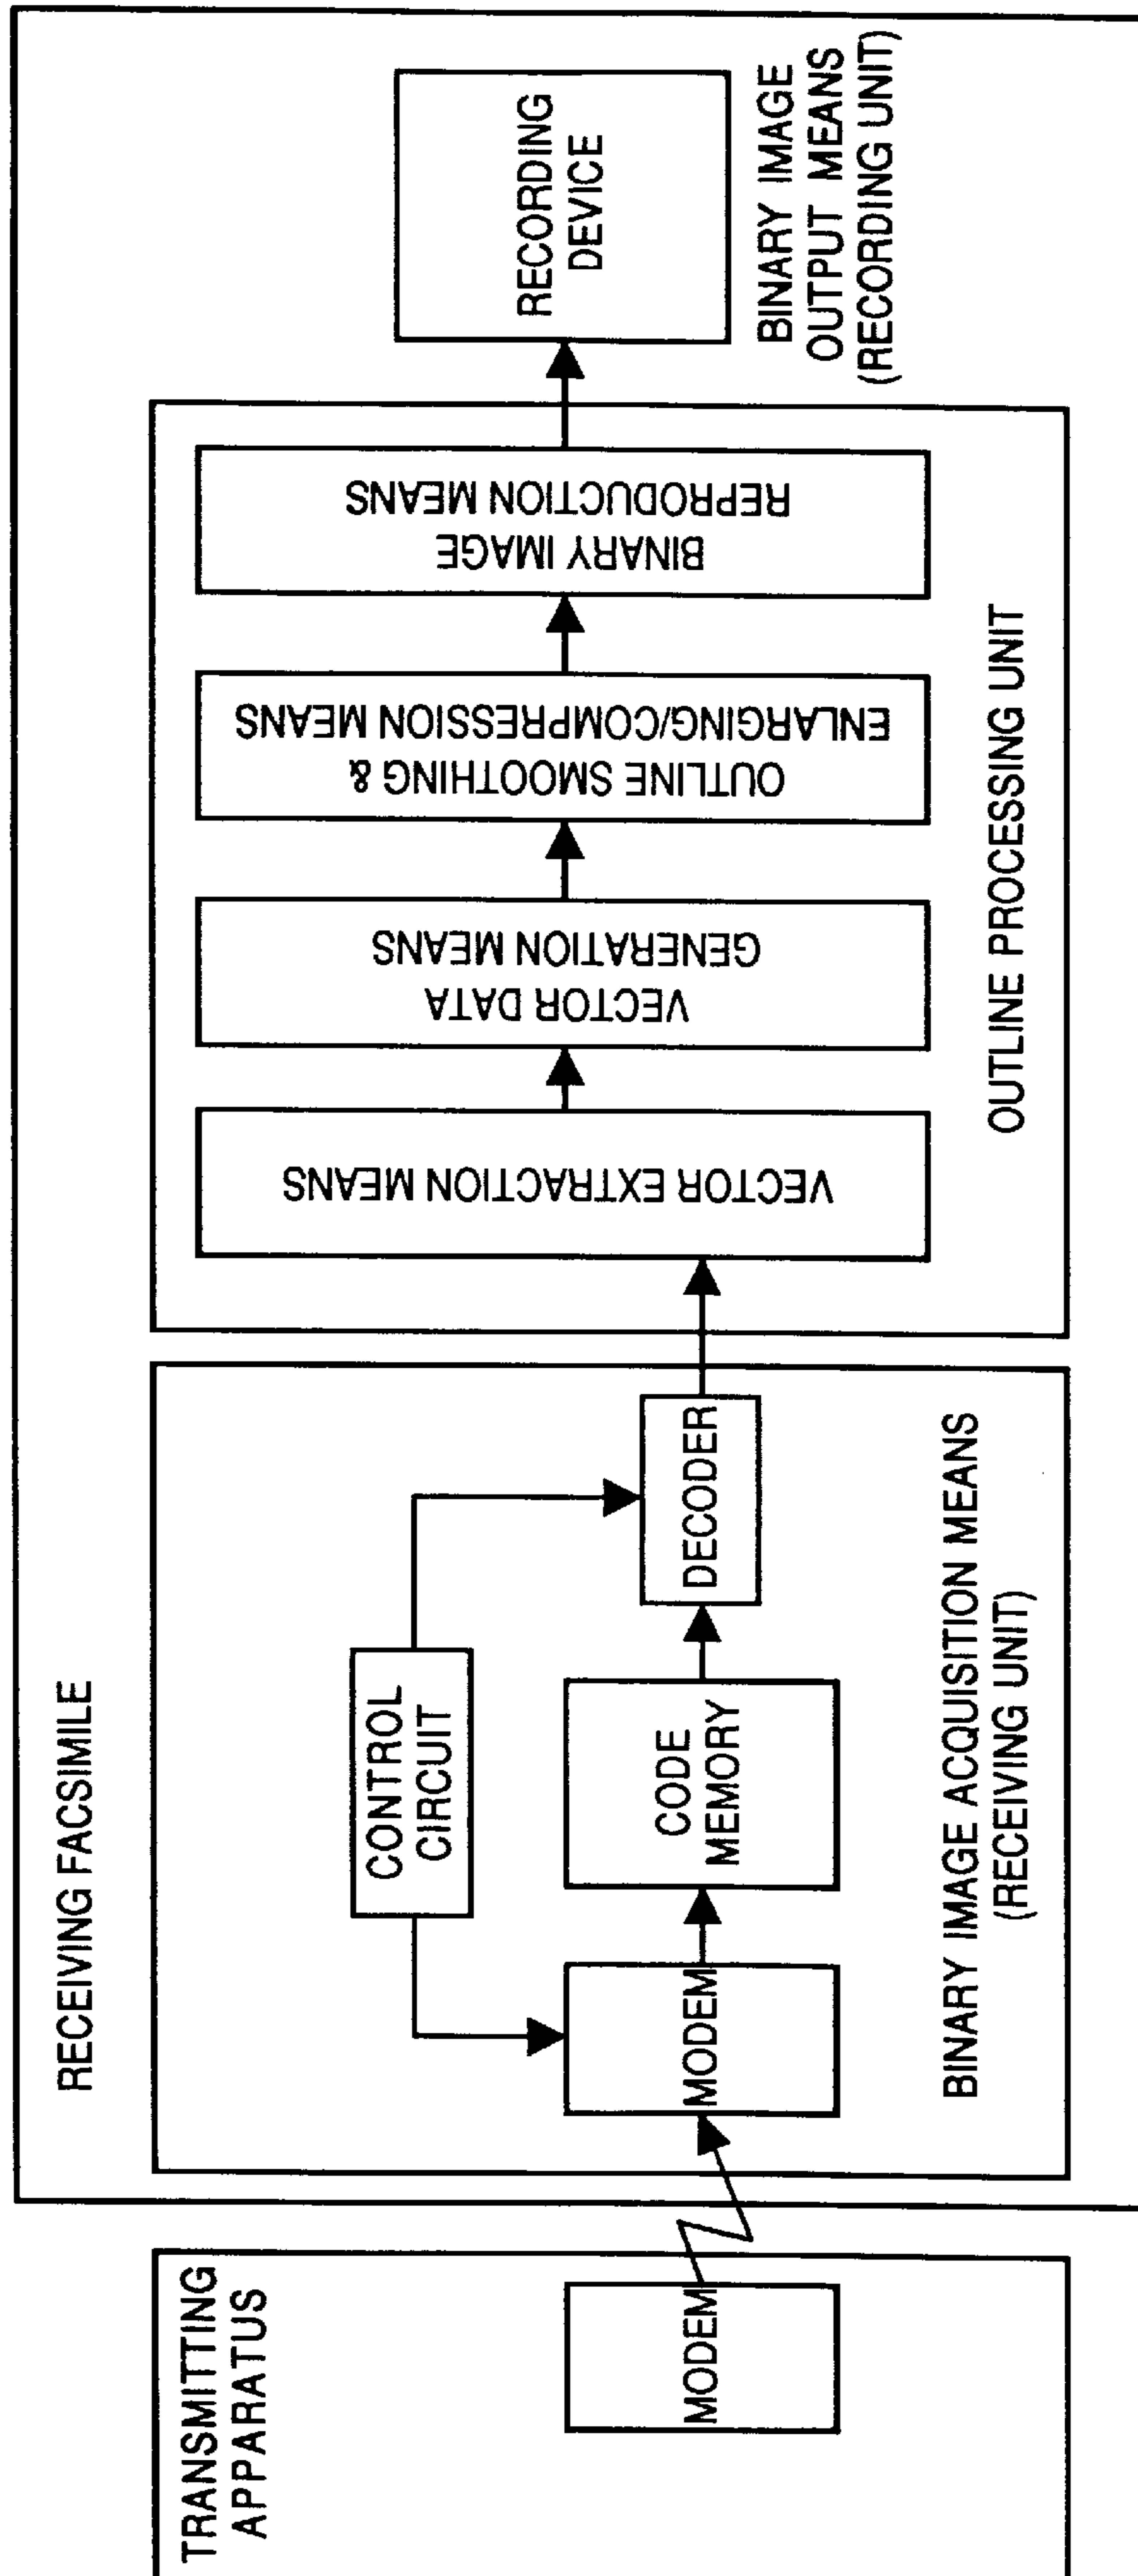 TRANSMITTING
APPARATUS
MODEM
RECEIVING FACSIMILE
CONTROL
CIRCUIT
MODEM
CODE
MEMORY
DECODER
BINARY IMAGE ACQUISITION MEANS
(RECEIVING UNIT)
VECTOR EXTRACTION MEANS
VECTOR DATA
GENERATION MEANS
OUTLINE SMOOTHING &
ENLARGING/COMPRESSION MEANS
BINARY IMAGE
REPRODUCTION MEANS
OUTLINE PROCESSING UNIT
RECORDING
DEVICE
BINARY IMAGE
OUTPUT MEANS
(RECORDING UNIT)